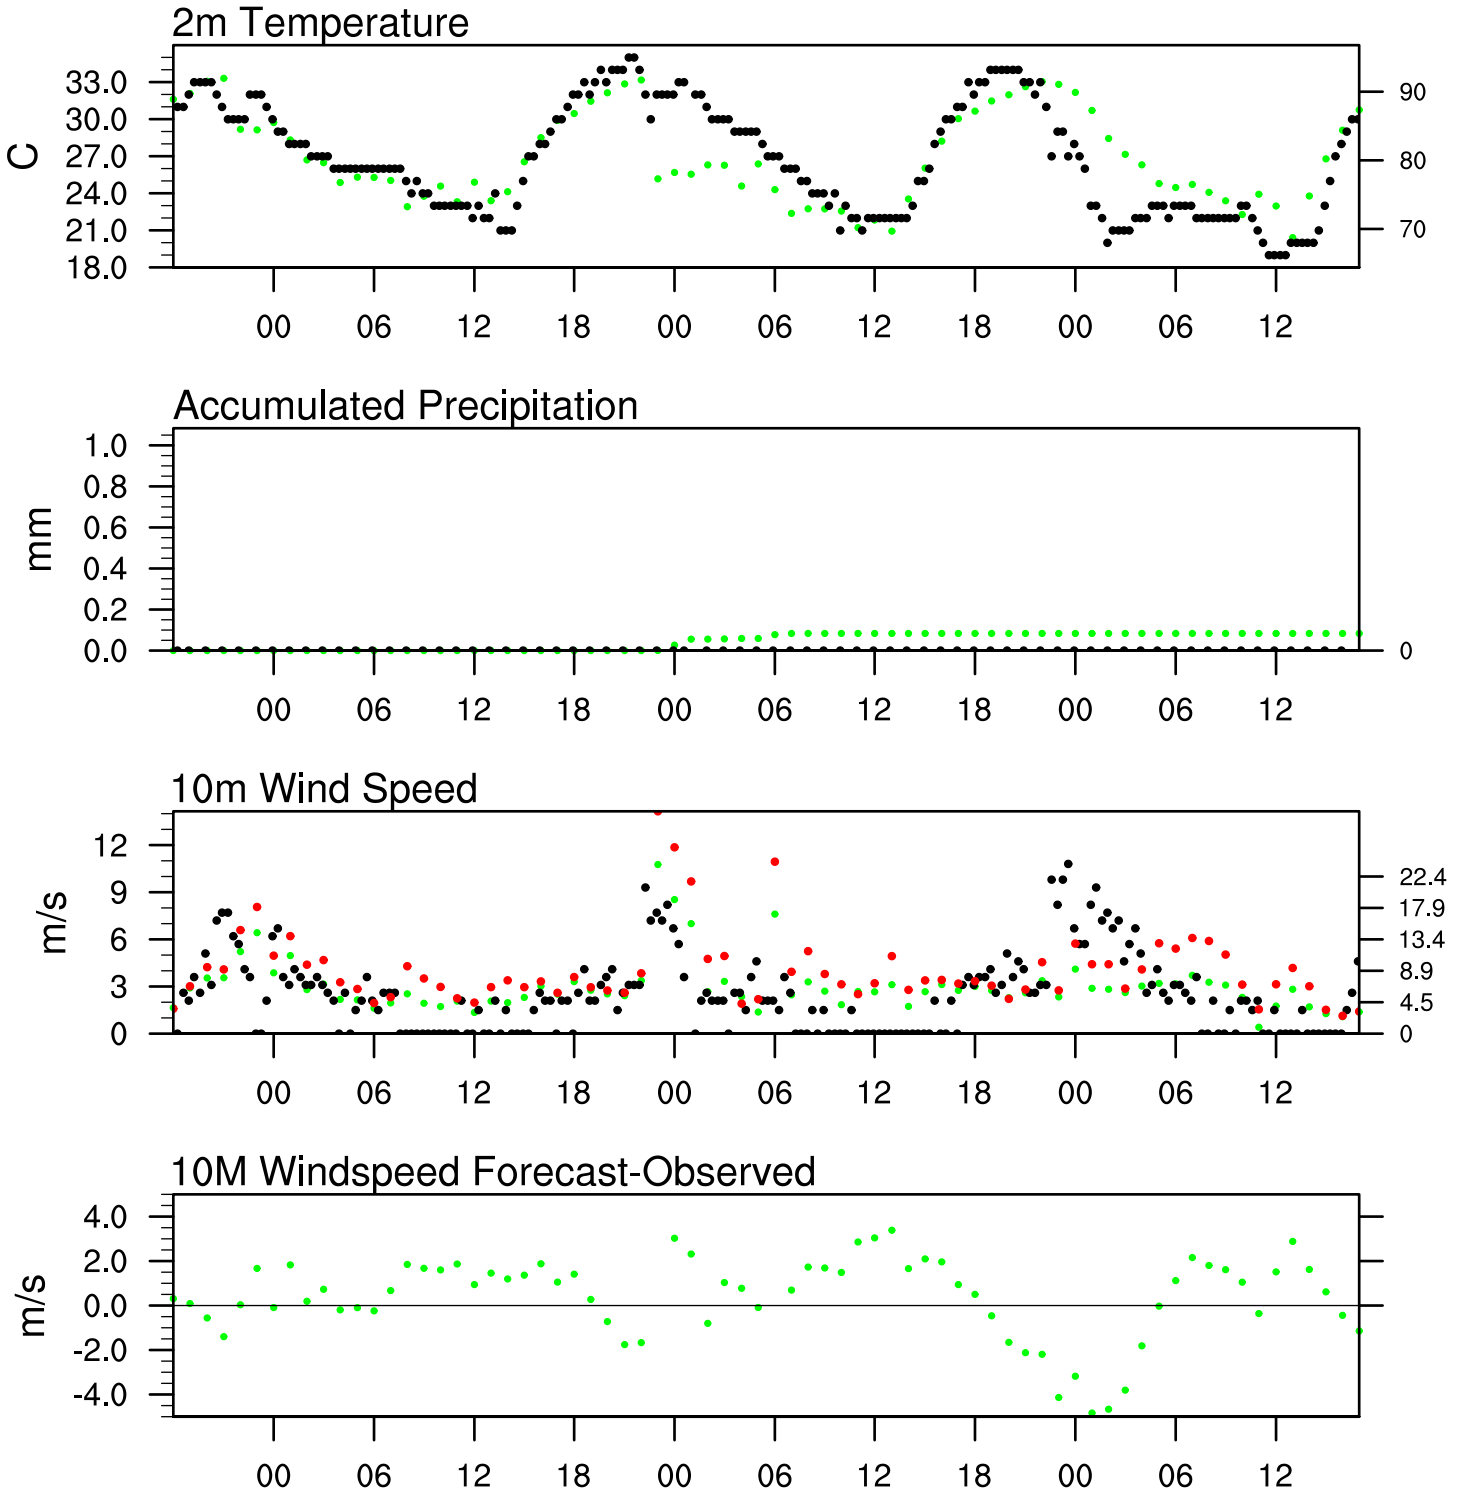 2m Temperature
33.0
30.0
27.0
24.0
21.0
18.0
C
90
80
70
00 06 12 18 00 06 12 18 00 06 12
Accumulated Precipitation
1.0
0.8
0.6
0.4
0.2
0.0
mm
0
00 06 12 18 00 06 12 18 00 06 12
10m Wind Speed
12
9
6
3
0
m/s
22.4
17.9
13.4
8.9
4.5
0
00 06 12 18 00 06 12 18 00 06 12
10M Windspeed Forecast-Observed
4.0
2.0
0.0
-2.0
-4.0
m/s
00 06 12 18 00 06 12 18 00 06 12